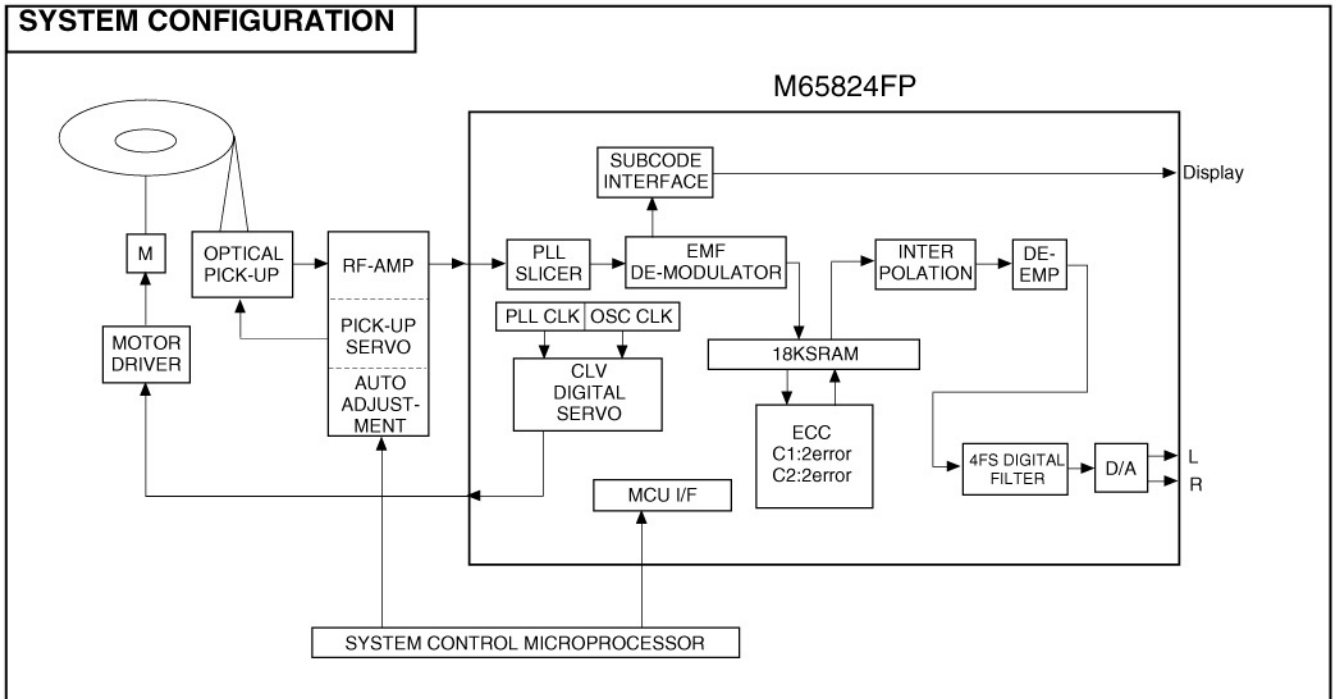 SYSTEM CONFIGURATION
M65824FP
SUBCODE
INTERFACE
Display
M
OPTICAL
PICK-UP
RF-AMP
PLL
SLICER
EMF
DE-MODULATOR
INTER
POLATION
DE-
EMP
PICK-UP
SERVO
PLL CLK
OSC CLK
MOTOR
DRIVER
18KSRAM
AUTO
ADJUST-
MENT
CLV
DIGITAL
SERVO
ECC
C1:2error
C2:2error
4FS DIGITAL
FILTER
D/A
L
R
MCU I/F
SYSTEM CONTROL MICROPROCESSOR